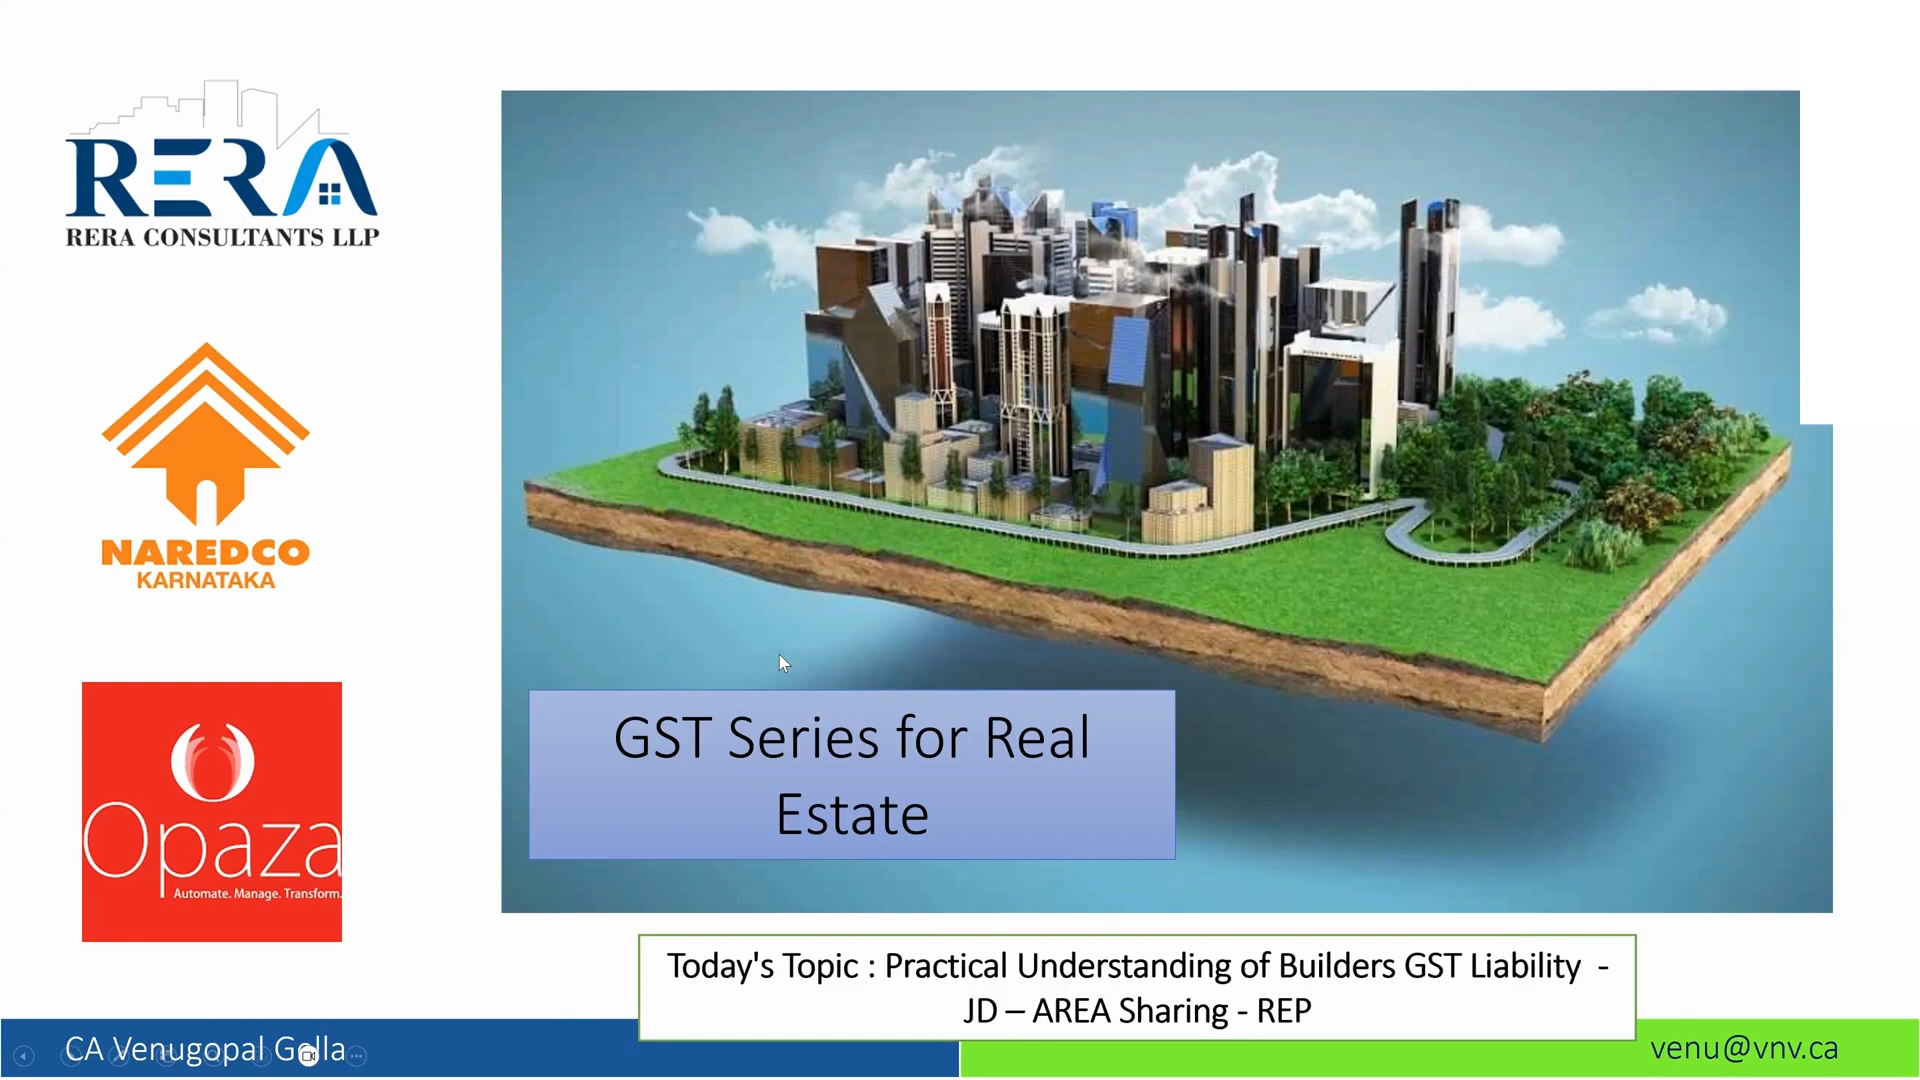 RERA
RERA CONSULTANTS LLP
NAREDCO
KARNATAKA
Opaza
Automate. Manage. Transform.
GST Series for Real
Estate
Today's Topic : Practical Understanding of Builders GST Liability -
JD – AREA Sharing - REP
CA Venugopal Golla
venu@vnv.ca